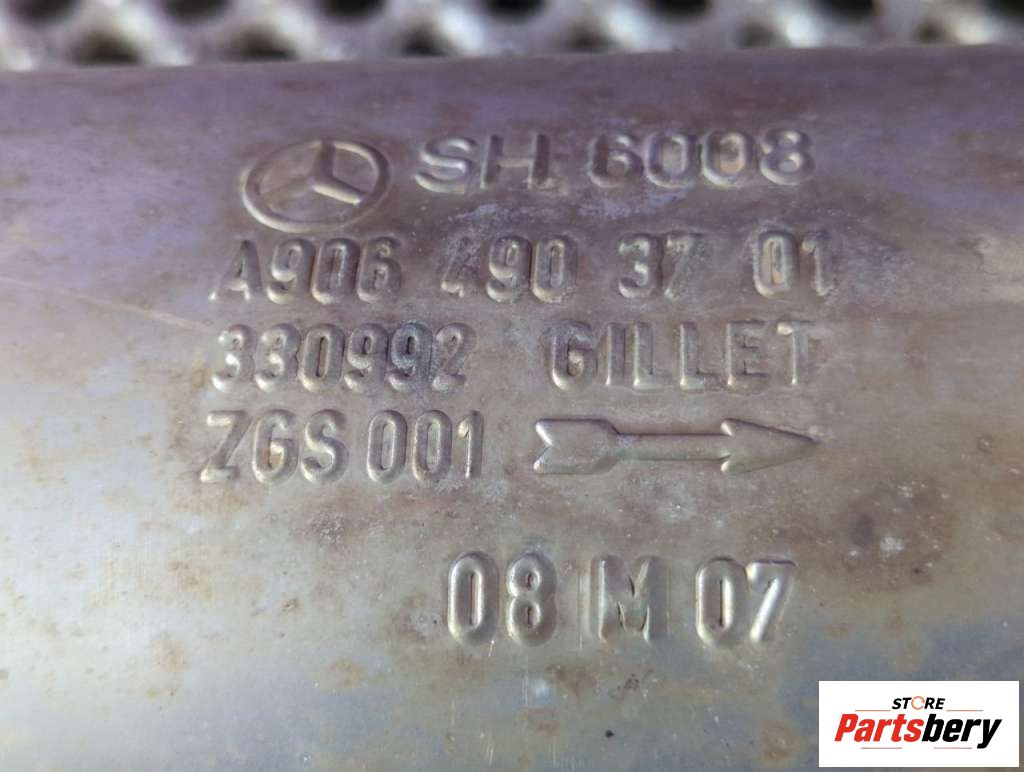 SH 6008
A906 490 37 01
330992 GILLET
ZGS 001
08 M 07
STORE
Partsbery